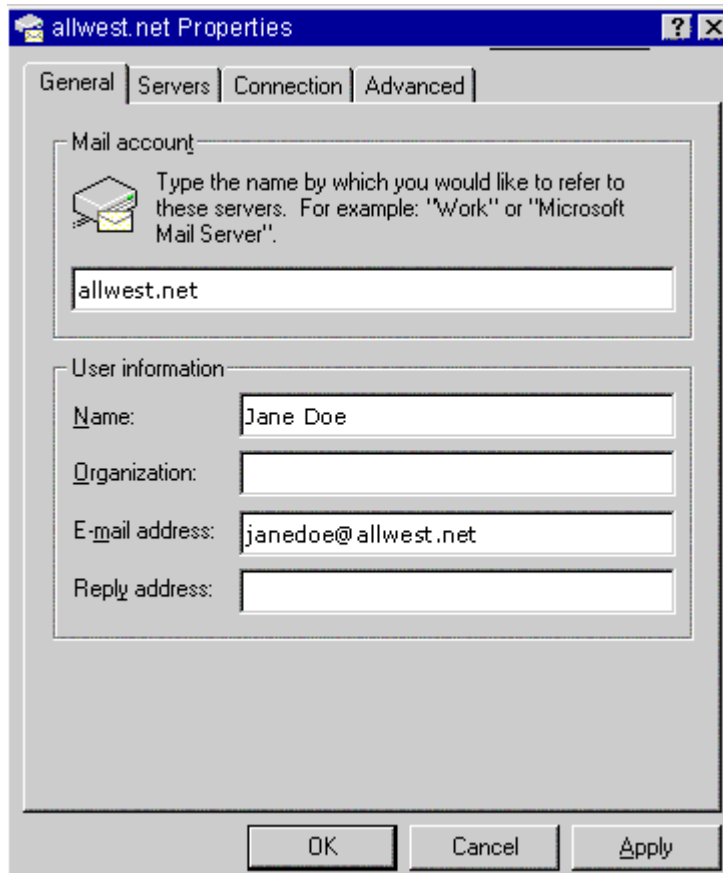 allwest.net Properties
? X
General Servers Connection Advanced
Mail account
Type the name by which you would like to refer to
these servers. For example: "Work" or "Microsoft
Mail Server".
allwest.net
User information
Name: Jane Doe
Organization:
E-mail address: janedoe@allwest.net
Reply address:
OK Cancel Apply